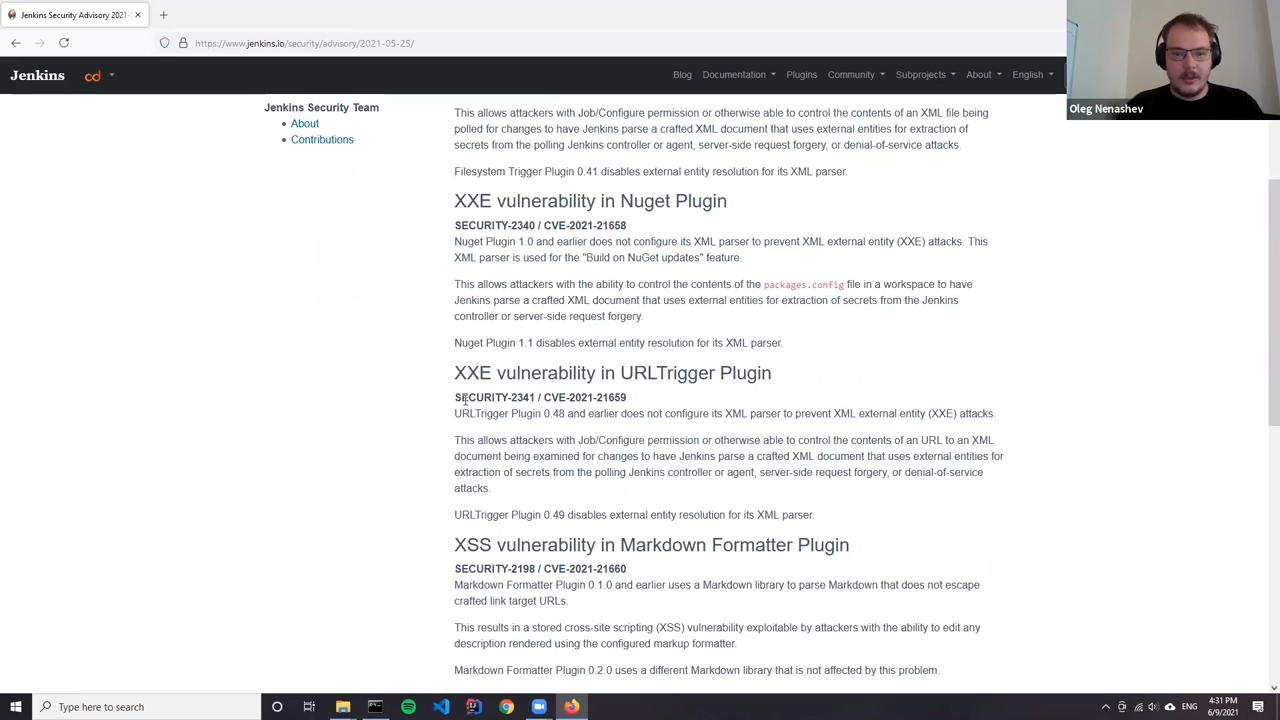 Jenkins Security Advisory 2021-
https://www.jenkins.io/security/advisory/2021-05-25/
Jenkins cd Blog Documentation Plugins Community Subprojects About English
Oleg Nenashev
Jenkins Security Team
About
Contributions
This allows attackers with Job/Configure permission or otherwise able to control the contents of an XML file being
polled for changes to have Jenkins parse a crafted XML document that uses external entities for extraction of
secrets from the polling Jenkins controller or agent, server-side request forgery, or denial-of-service attacks.
Filesystem Trigger Plugin 0.41 disables external entity resolution for its XML parser.
XXE vulnerability in Nuget Plugin
SECURITY-2340 / CVE-2021-21658
Nuget Plugin 1.0 and earlier does not configure its XML parser to prevent XML external entity (XXE) attacks. This
XML parser is used for the "Build on NuGet updates" feature.
This allows attackers with the ability to control the contents of the packages.config file in a workspace to have
Jenkins parse a crafted XML document that uses external entities for extraction of secrets from the Jenkins
controller or server-side request forgery.
Nuget Plugin 1.1 disables external entity resolution for its XML parser.
XXE vulnerability in URLTrigger Plugin
SECURITY-2341 / CVE-2021-21659
URLTrigger Plugin 0.48 and earlier does not configure its XML parser to prevent XML external entity (XXE) attacks.
This allows attackers with Job/Configure permission or otherwise able to control the contents of an URL to an XML
document being examined for changes to have Jenkins parse a crafted XML document that uses external entities for
extraction of secrets from the polling Jenkins controller or agent, server-side request forgery, or denial-of-service
attacks.
URLTrigger Plugin 0.49 disables external entity resolution for its XML parser.
XSS vulnerability in Markdown Formatter Plugin
SECURITY-2198 / CVE-2021-21660
Markdown Formatter Plugin 0.1.0 and earlier uses a Markdown library to parse Markdown that does not escape
crafted link target URLs.
This results in a stored cross-site scripting (XSS) vulnerability exploitable by attackers with the ability to edit any
description rendered using the configured markup formatter.
Markdown Formatter Plugin 0.2.0 uses a different Markdown library that is not affected by this problem.
Type here to search
ENG
4:31 PM
6/9/2021